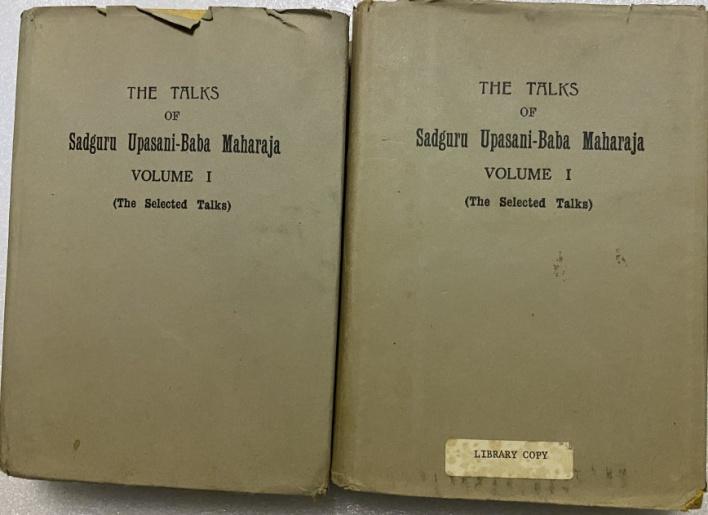 THE TALKS
OF
Sadguru Upasani-Baba Maharaja
VOLUME I
(The Selected Talks)
THE TALKS
OF
Sadguru Upasani-Baba Maharaja
VOLUME I
(The Selected Talks)
LIBRARY COPY